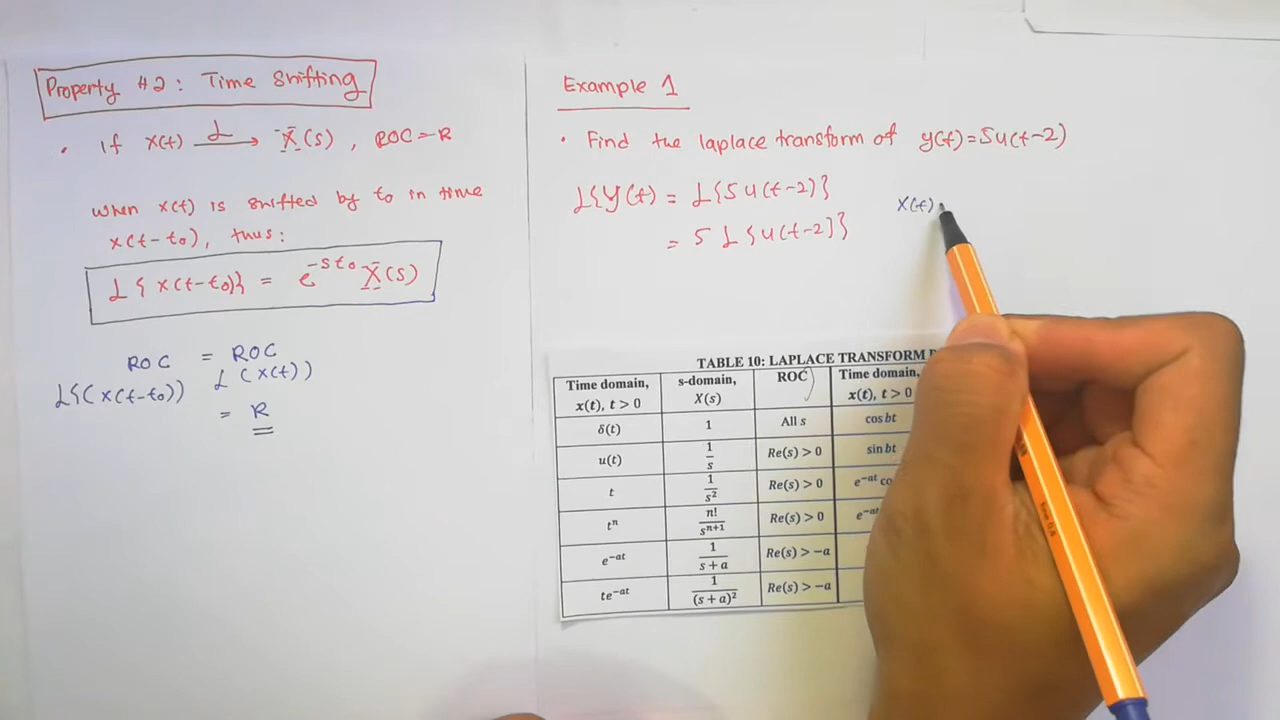 Property #2: Time Shifting
• If x(t) L→ X(s), ROC=R
When x(t) is shifted by t₀ in time
x(t-t₀), thus:
L{x(t-t₀)} = e^-st₀ X(s)
ROC = ROC
L{(x(t-t₀)) L(x(t))
= R
Example 1
• Find the laplace transform of y(t)=5u(t-2)
L{Y(t) = L{5u(t-2)}
= 5 L{u(t-2)}
x(t)
TABLE 10: LAPLACE TRANSFORM
Time domain, x(t), t > 0 s-domain, X(s) ROC Time domain, x(t), t > 0
δ(t) 1 All s cos bt
u(t) 1/s Re(s) > 0 sin bt
t 1/s² Re(s) > 0 e^-at co
tⁿ n!/sⁿ⁺¹ Re(s) > 0 e^-at
e^-at 1/(s + a) Re(s) > -a
te^-at 1/(s + a)² Re(s) > -a